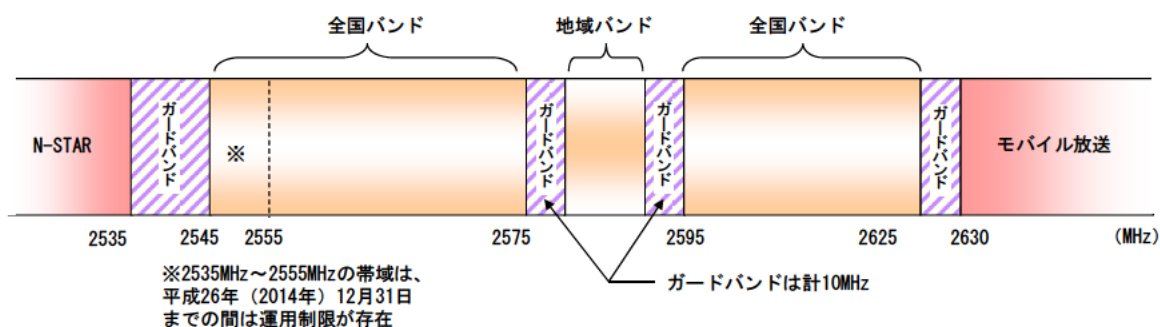 全国バンド
地域バンド
全国バンド
N-STAR
ガードバンド
※
ガードバンド
ガードバンド
ガードバンド
モバイル放送
2535
2545
2555
2575
2595
2625
2630
(MHz)
※2535MHz～2555MHzの帯域は、
平成26年（2014年）12月31日
までの間は運用制限が存在
ガードバンドは計10MHz